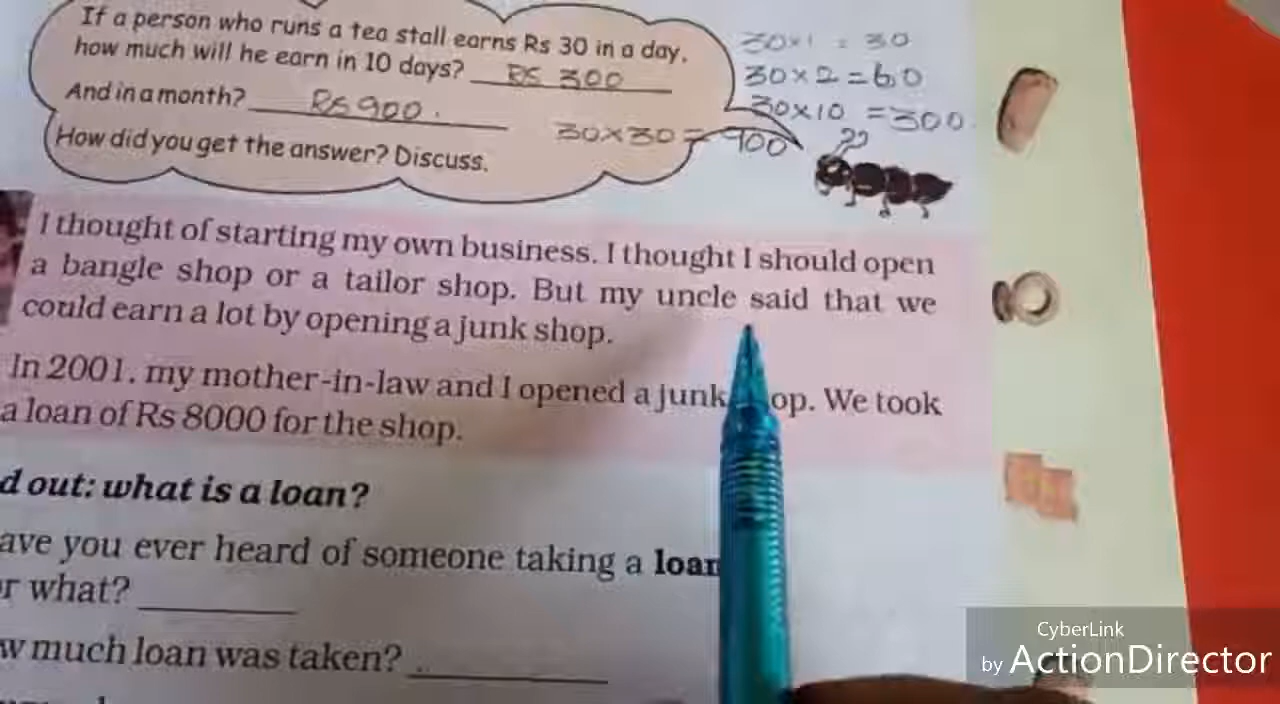 If a person who runs a tea stall earns Rs 30 in a day,
how much will he earn in 10 days? RS 300
And in a month? Rs 900.
How did you get the answer? Discuss.
30×1 = 30
30×2 = 60
30×10 = 300
30×30 = 900
I thought of starting my own business. I thought I should open
a bangle shop or a tailor shop. But my uncle said that we
could earn a lot by opening a junk shop.
In 2001, my mother-in-law and I opened a junk op. We took
a loan of Rs 8000 for the shop.
d out: what is a loan?
ave you ever heard of someone taking a loan
r what?
w much loan was taken?
CyberLink
by ActionDirector